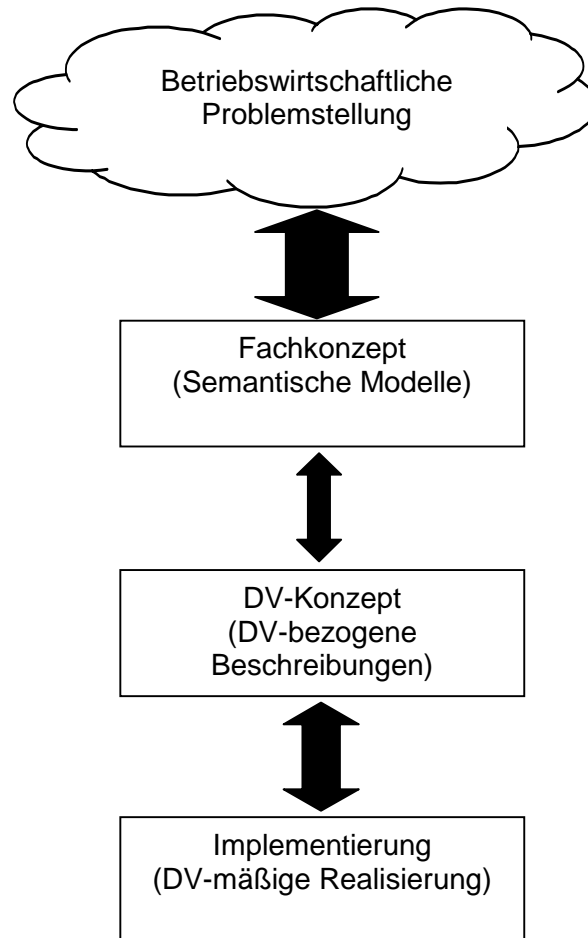 Betriebswirtschaftliche
Problemstellung
Fachkonzept
(Semantische Modelle)
DV-Konzept
(DV-bezogene
Beschreibungen)
Implementierung
(DV-mäßige Realisierung)